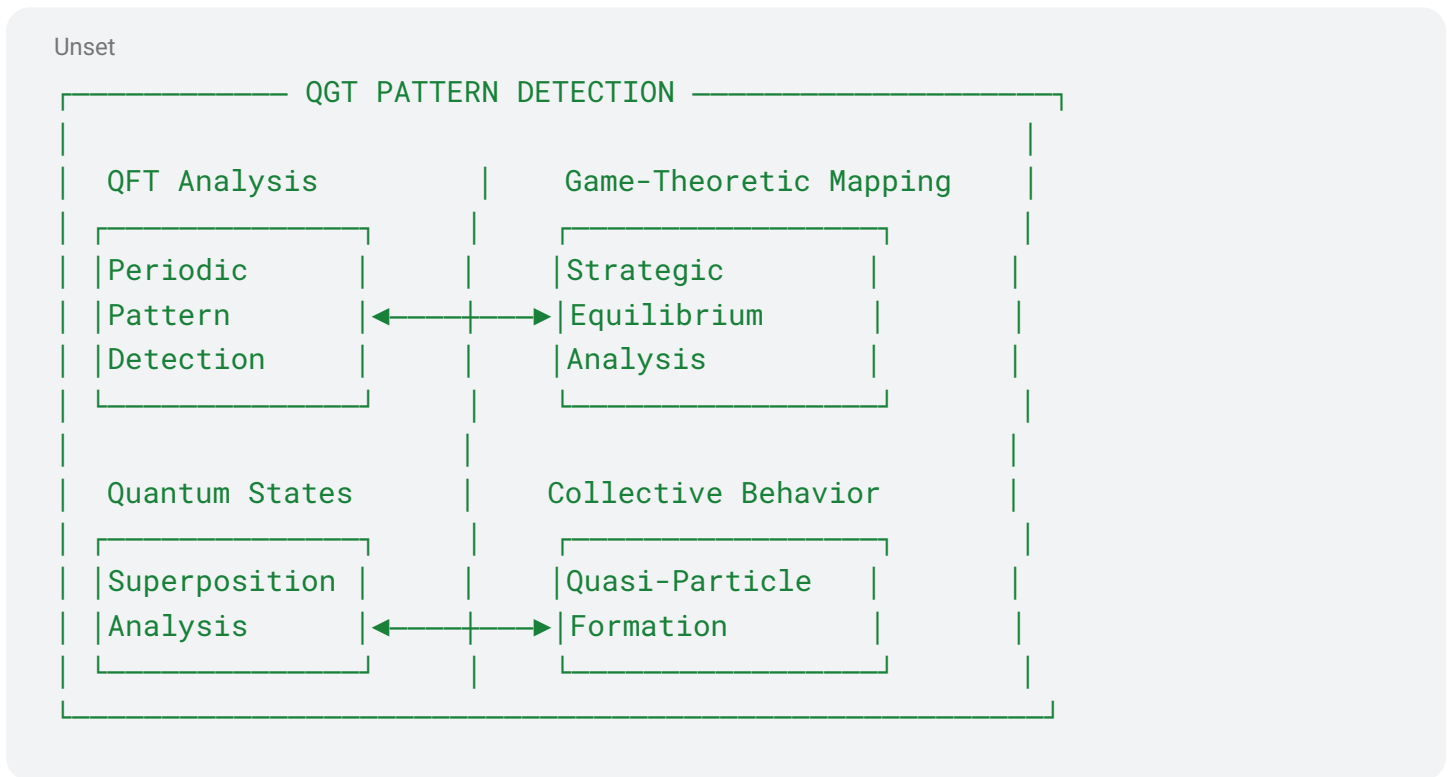 Unset
QGT PATTERN DETECTION
QFT Analysis Game-Theoretic Mapping
Periodic Strategic
Pattern Equilibrium
Detection Analysis
Quantum States Collective Behavior
Superposition Quasi-Particle
Analysis Formation